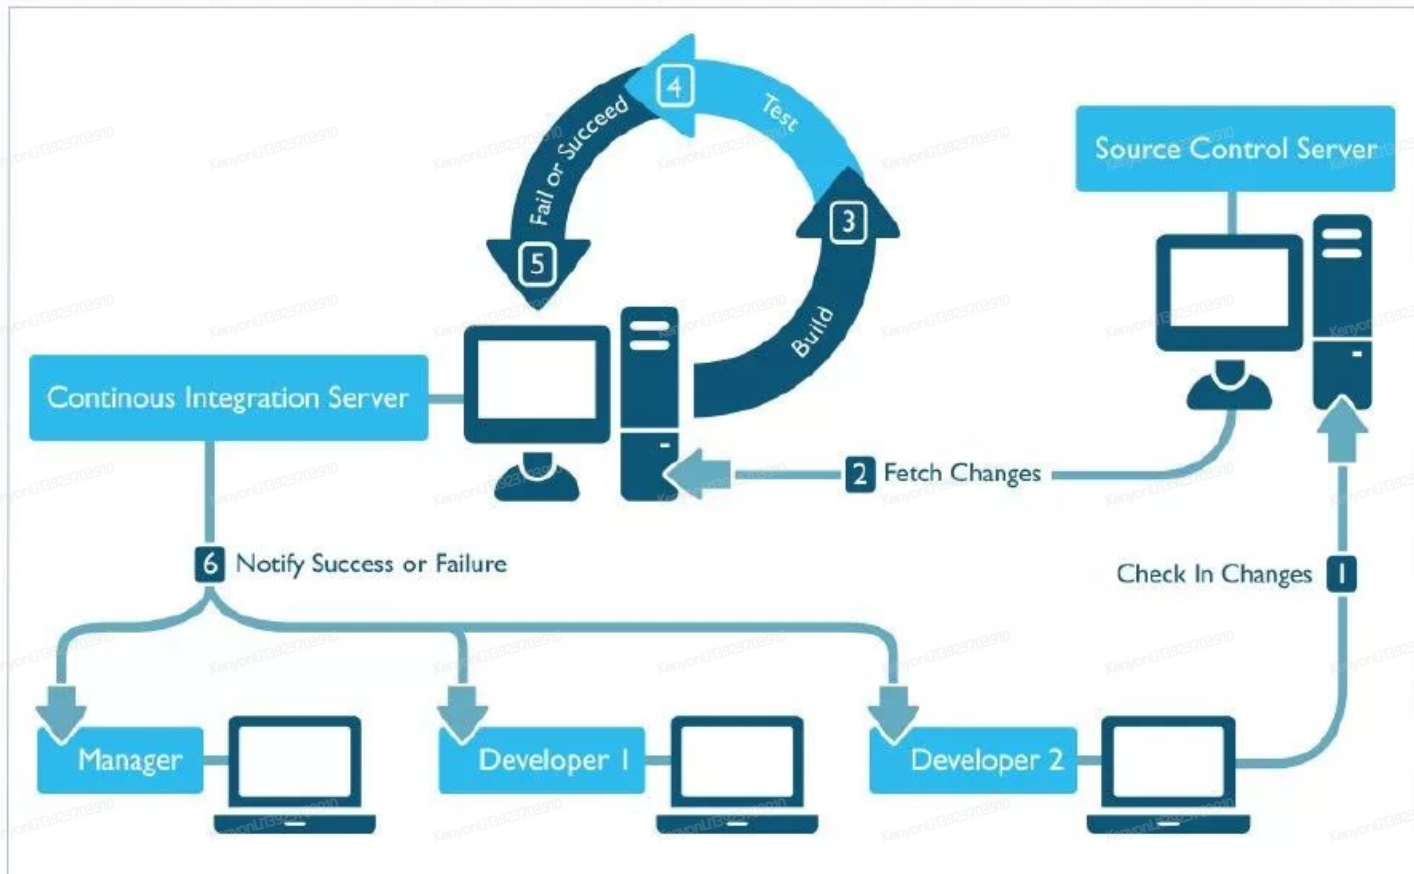 4
Test
Fail or Succeed
3
5
Build
Source Control Server
Continous Integration Server
2 Fetch Changes
6 Notify Success or Failure
Check In Changes 1
Manager
Developer 1
Developer 2
KenyonLi13923703910